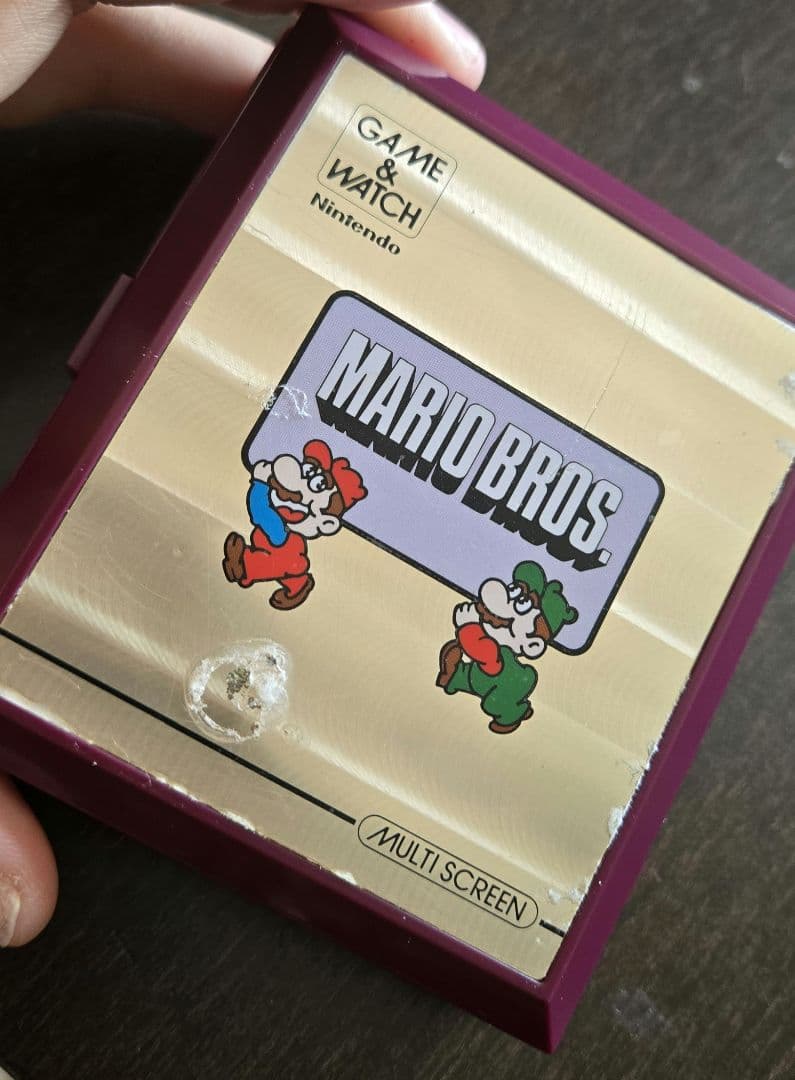 GAME
&
WATCH
Nintendo
MARIO BROS.
MULTI SCREEN